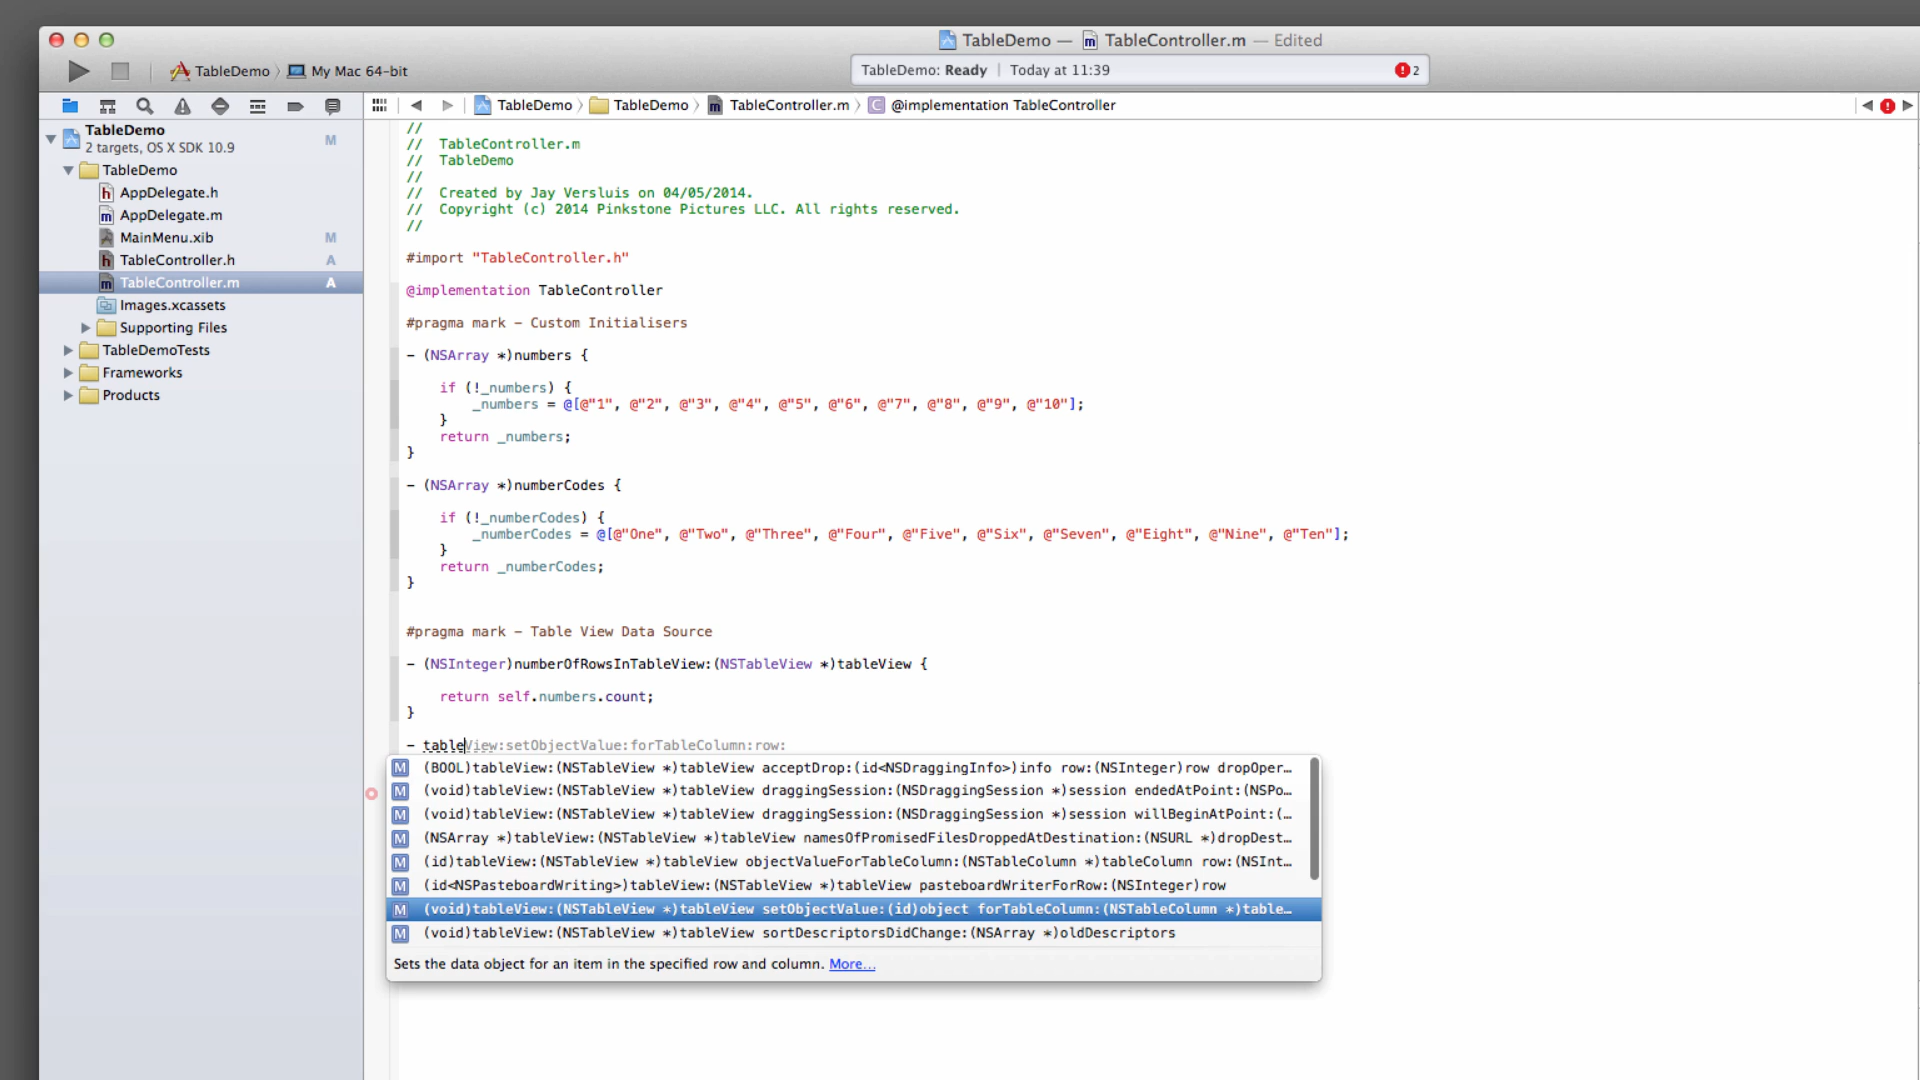 TableDemo — TableController.m — Edited
TableDemo My Mac 64-bit
TableDemo: Ready | Today at 11:39 2
TableDemo TableDemo TableController.m @implementation TableController
TableDemo
2 targets, OS X SDK 10.9 M
TableDemo
AppDelegate.h
AppDelegate.m
MainMenu.xib M
TableController.h A
TableController.m A
Images.xcassets
Supporting Files
TableDemoTests
Frameworks
Products
//
// TableController.m
// TableDemo
//
// Created by Jay Versluis on 04/05/2014.
// Copyright (c) 2014 Pinkstone Pictures LLC. All rights reserved.
//
#import "TableController.h"
@implementation TableController
#pragma mark - Custom Initialisers
- (NSArray *)numbers {
if (!_numbers) {
_numbers = @[@"1", @"2", @"3", @"4", @"5", @"6", @"7", @"8", @"9", @"10"];
}
return _numbers;
}
- (NSArray *)numberCodes {
if (!_numberCodes) {
_numberCodes = @[@"One", @"Two", @"Three", @"Four", @"Five", @"Six", @"Seven", @"Eight", @"Nine", @"Ten"];
}
return _numberCodes;
}
#pragma mark - Table View Data Source
- (NSInteger)numberOfRowsInTableView:(NSTableView *)tableView {
return self.numbers.count;
}
- tableView:setObjectValue:forTableColumn:row:
M (BOOL)tableView:(NSTableView *)tableView acceptDrop:(id<NSDraggingInfo>)info row:(NSInteger)row dropOper…
M (void)tableView:(NSTableView *)tableView draggingSession:(NSDraggingSession *)session endedAtPoint:(NSPo…
M (void)tableView:(NSTableView *)tableView draggingSession:(NSDraggingSession *)session willBeginAtPoint:(…
M (NSArray *)tableView:(NSTableView *)tableView namesOfPromisedFilesDroppedAtDestination:(NSURL *)dropDest…
M (id)tableView:(NSTableView *)tableView objectValueForTableColumn:(NSTableColumn *)tableColumn row:(NSInt…
M (id<NSPasteboardWriting>)tableView:(NSTableView *)tableView pasteboardWriterForRow:(NSInteger)row
M (void)tableView:(NSTableView *)tableView setObjectValue:(id)object forTableColumn:(NSTableColumn *)table…
M (void)tableView:(NSTableView *)tableView sortDescriptorsDidChange:(NSArray *)oldDescriptors
Sets the data object for an item in the specified row and column. More…